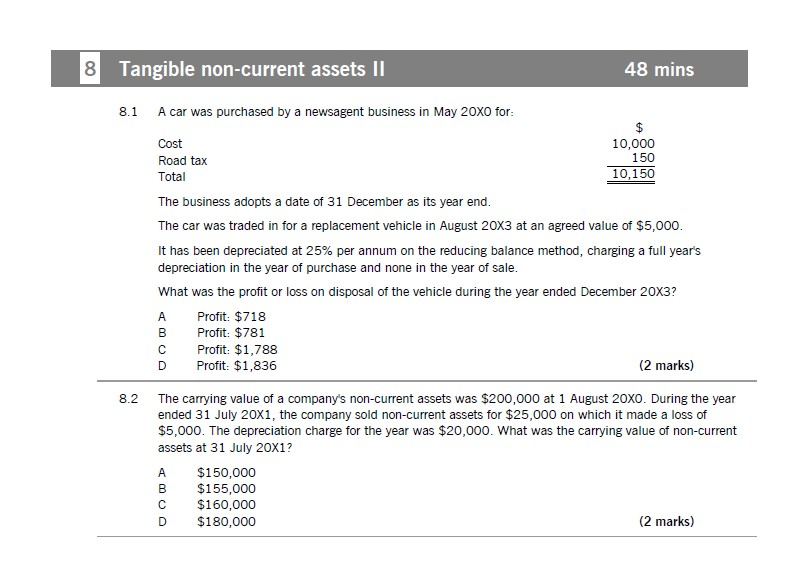 8 Tangible non-current assets II 48 mins
8.1 A car was purchased by a newsagent business in May 20X0 for:
$
Cost 10,000
Road tax 150
Total 10,150
The business adopts a date of 31 December as its year end.
The car was traded in for a replacement vehicle in August 20X3 at an agreed value of $5,000.
It has been depreciated at 25% per annum on the reducing balance method, charging a full year's
depreciation in the year of purchase and none in the year of sale.
What was the profit or loss on disposal of the vehicle during the year ended December 20X3?
A Profit: $718
B Profit: $781
C Profit: $1,788
D Profit: $1,836 (2 marks)
8.2 The carrying value of a company's non-current assets was $200,000 at 1 August 20X0. During the year
ended 31 July 20X1, the company sold non-current assets for $25,000 on which it made a loss of
$5,000. The depreciation charge for the year was $20,000. What was the carrying value of non-current
assets at 31 July 20X1?
A $150,000
B $155,000
C $160,000
D $180,000 (2 marks)